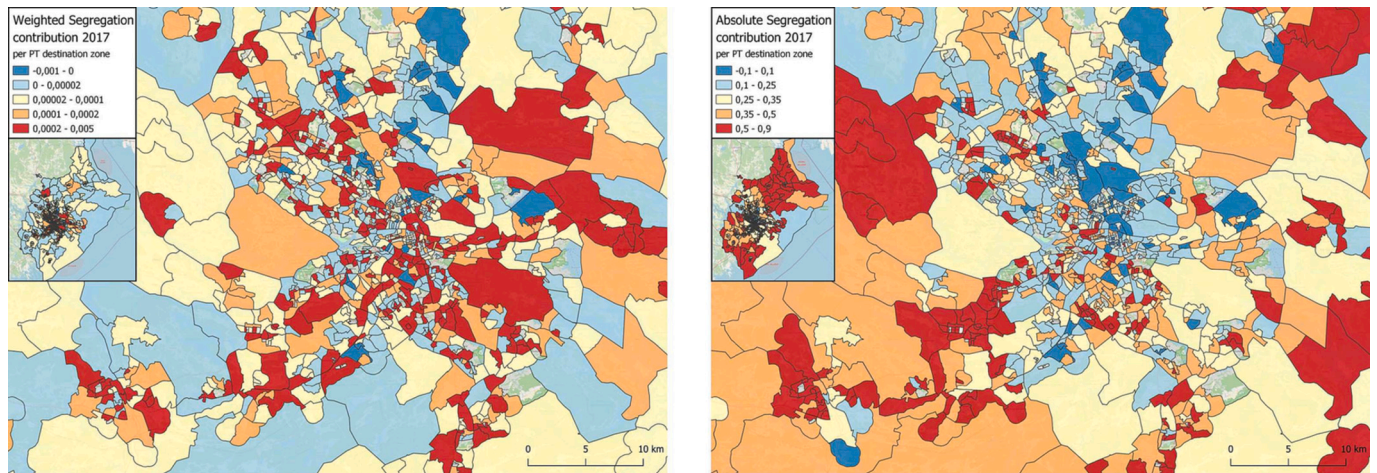 Weighted Segregation
contribution 2017
per PT destination zone
-0,001 - 0
0 - 0,00002
0,00002 - 0,0001
0,0001 - 0,0002
0,0002 - 0,005
0 5 10 km
Absolute Segregation
contribution 2017
per PT destination zone
-0,1 - 0,1
0,1 - 0,25
0,25 - 0,35
0,35 - 0,5
0,5 - 0,9
0 5 10 km